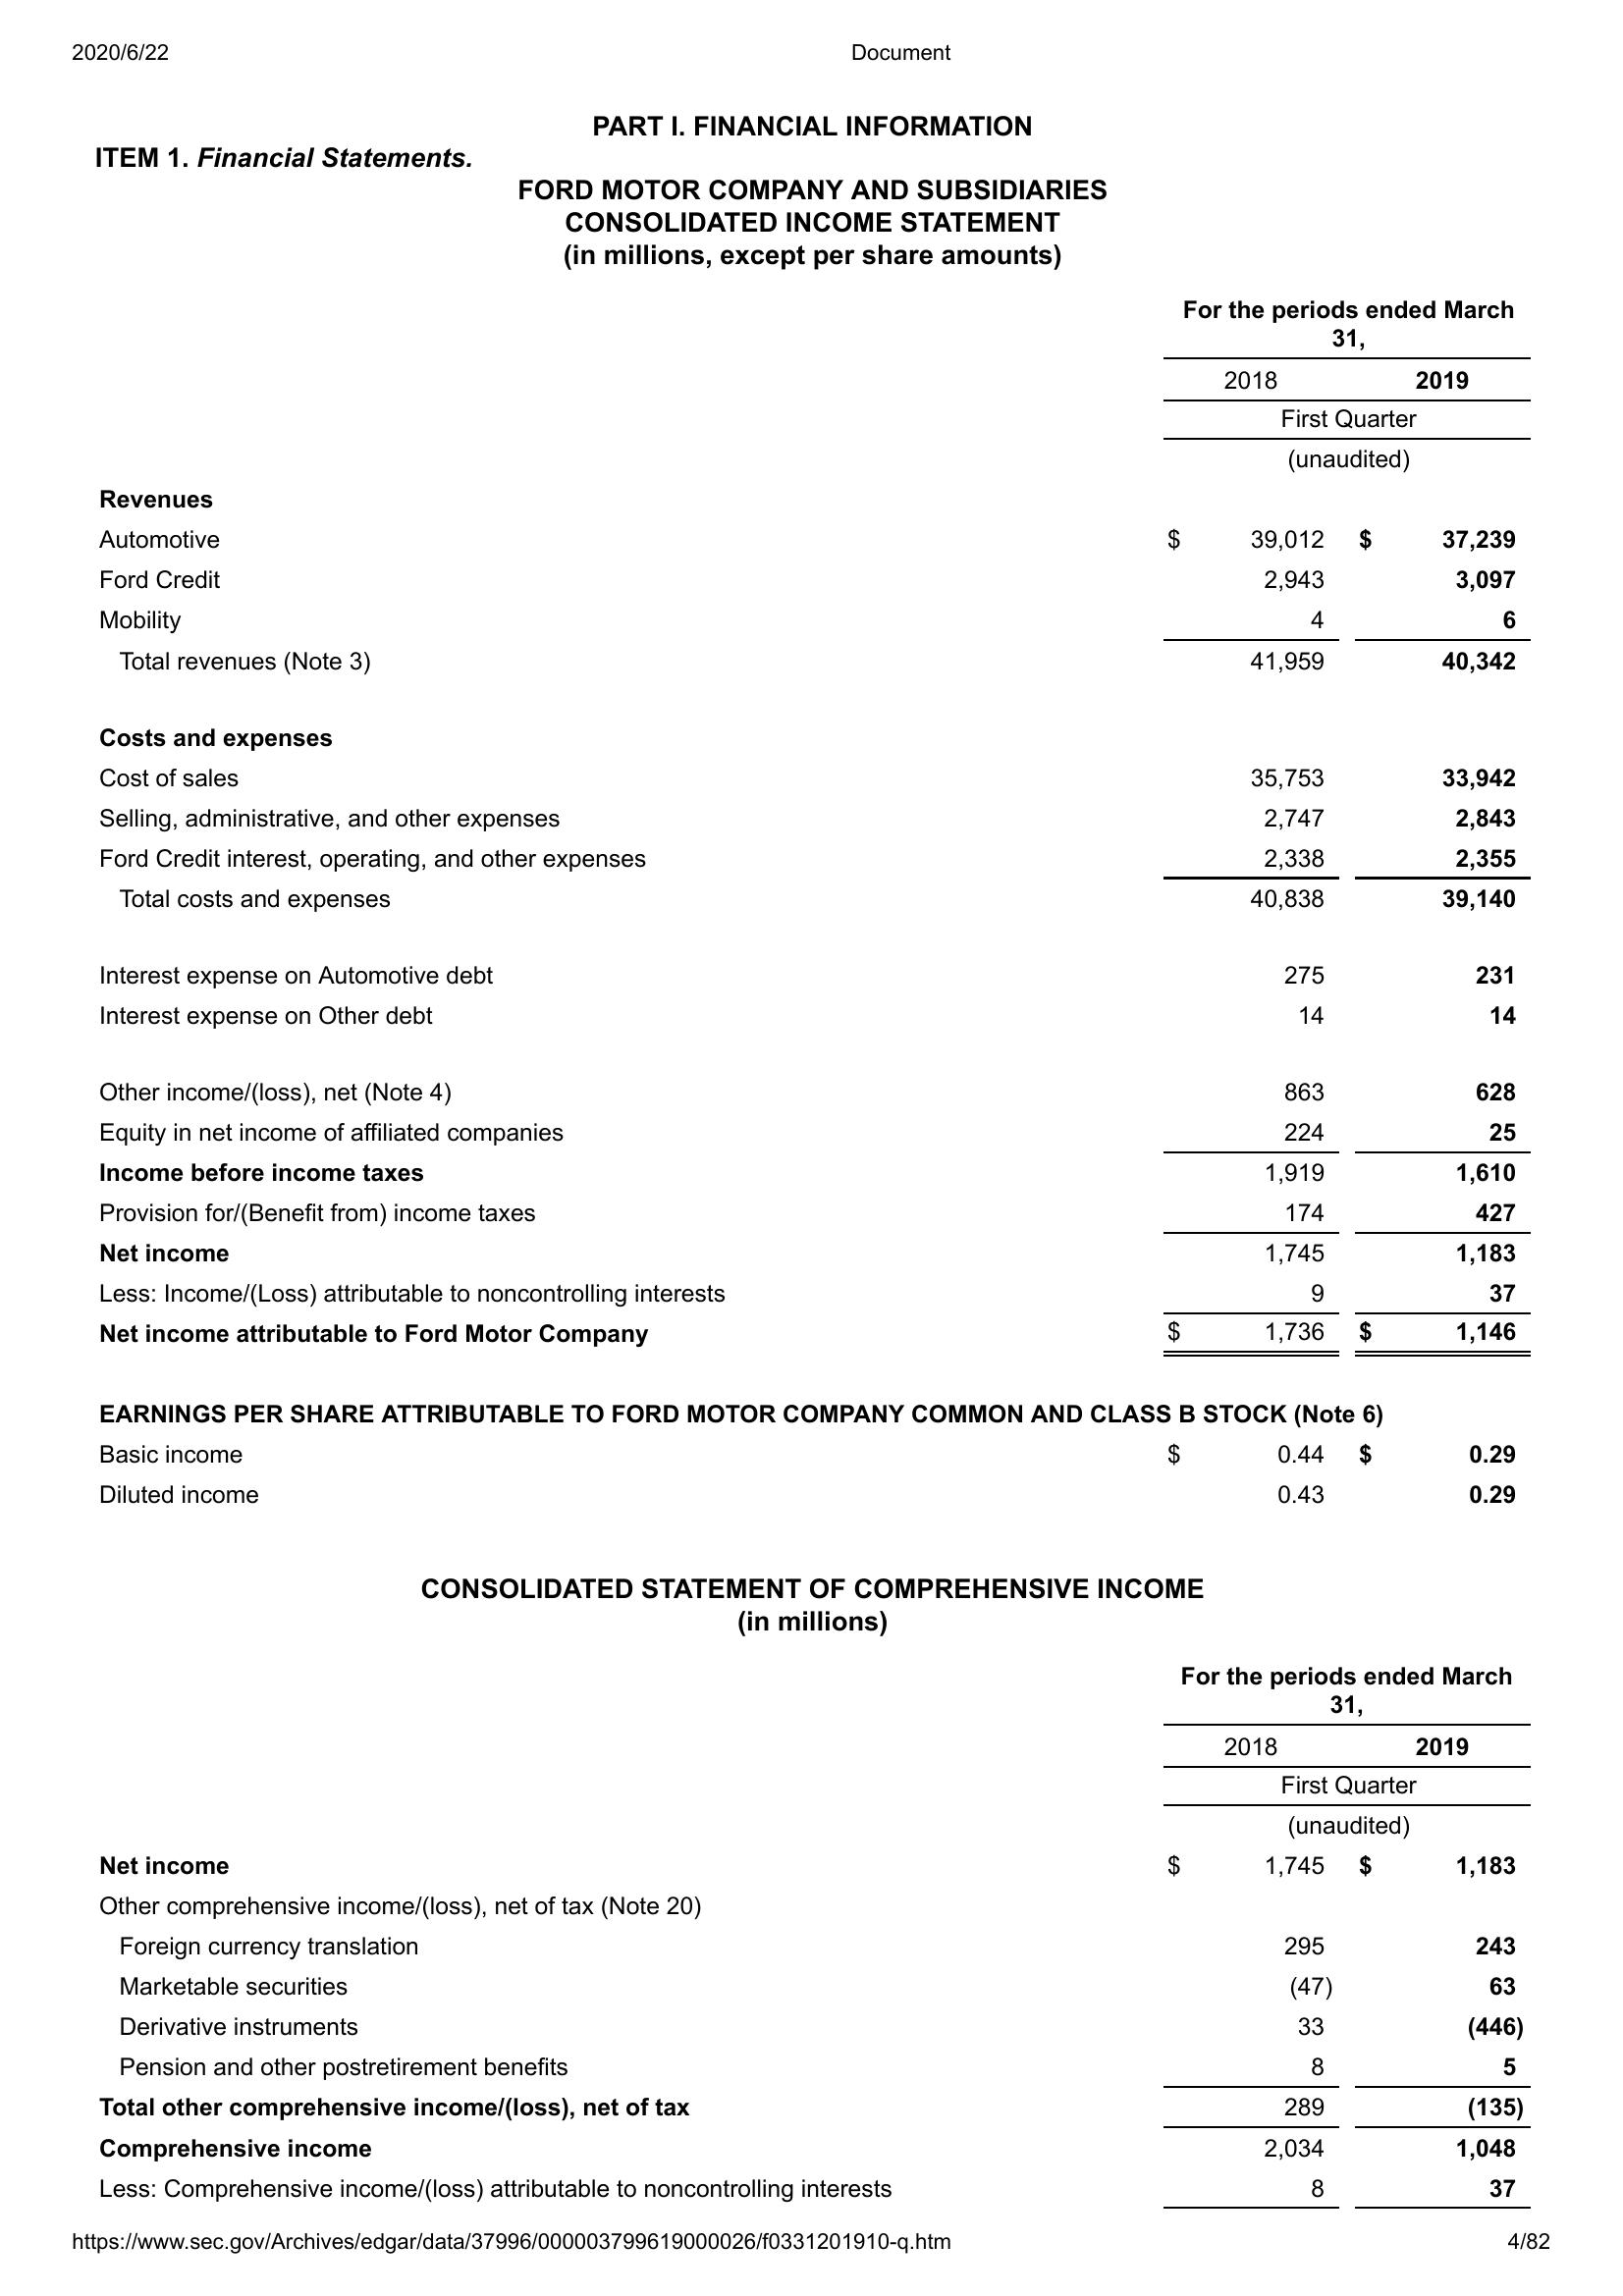 2020/6/22 Document
PART I. FINANCIAL INFORMATION
ITEM 1. Financial Statements.
FORD MOTOR COMPANY AND SUBSIDIARIES
CONSOLIDATED INCOME STATEMENT
(in millions, except per share amounts)
For the periods ended March
31,
2018 2019
First Quarter
(unaudited)
Revenues
Automotive $ 39,012 $ 37,239
Ford Credit 2,943 3,097
Mobility 4 6
Total revenues (Note 3) 41,959 40,342
Costs and expenses
Cost of sales 35,753 33,942
Selling, administrative, and other expenses 2,747 2,843
Ford Credit interest, operating, and other expenses 2,338 2,355
Total costs and expenses 40,838 39,140
Interest expense on Automotive debt 275 231
Interest expense on Other debt 14 14
Other income/(loss), net (Note 4) 863 628
Equity in net income of affiliated companies 224 25
Income before income taxes 1,919 1,610
Provision for/(Benefit from) income taxes 174 427
Net income 1,745 1,183
Less: Income/(Loss) attributable to noncontrolling interests 9 37
Net income attributable to Ford Motor Company $ 1,736 $ 1,146
EARNINGS PER SHARE ATTRIBUTABLE TO FORD MOTOR COMPANY COMMON AND CLASS B STOCK (Note 6)
Basic income $ 0.44 $ 0.29
Diluted income 0.43 0.29
CONSOLIDATED STATEMENT OF COMPREHENSIVE INCOME
(in millions)
For the periods ended March
31,
2018 2019
First Quarter
(unaudited)
Net income $ 1,745 $ 1,183
Other comprehensive income/(loss), net of tax (Note 20)
Foreign currency translation 295 243
Marketable securities (47) 63
Derivative instruments 33 (446)
Pension and other postretirement benefits 8 5
Total other comprehensive income/(loss), net of tax 289 (135)
Comprehensive income 2,034 1,048
Less: Comprehensive income/(loss) attributable to noncontrolling interests 8 37
https://www.sec.gov/Archives/edgar/data/37996/000003799619000026/f0331201910-q.htm 4/82